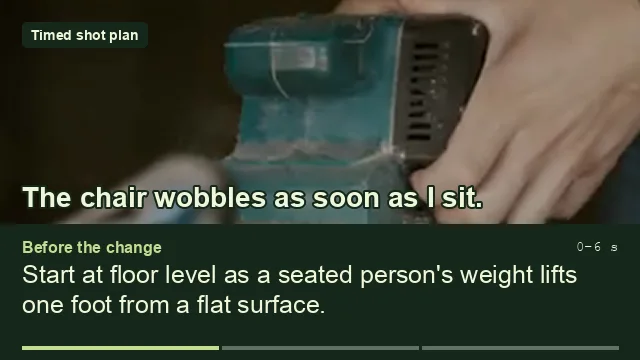 Timed shot plan
The chair wobbles as soon as I sit.
Before the change
0–6 s
Start at floor level as a seated person's weight lifts
one foot from a flat surface.